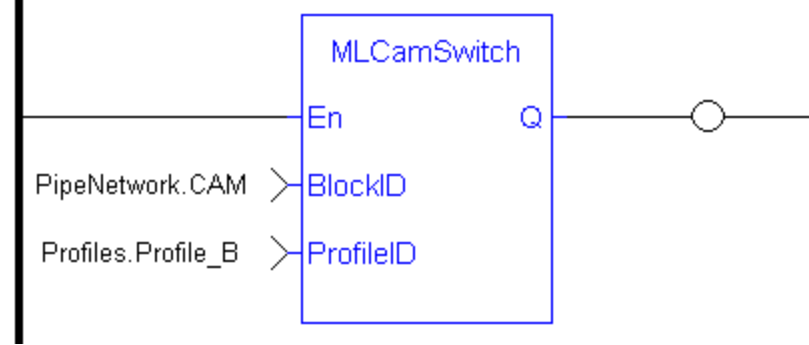 MLCamSwitch
En Q
PipeNetwork.CAM BlockID
Profiles.Profile_B ProfileID